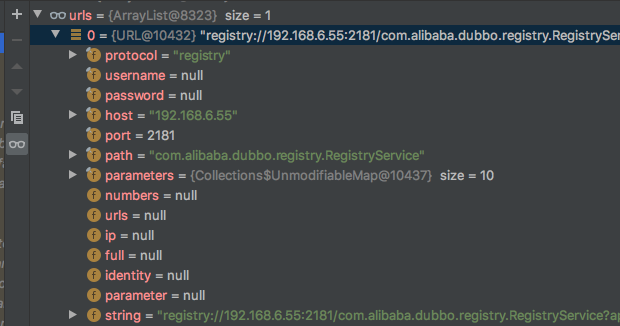 urls = {ArrayList@8323} size = 1
0 = {URL@10432} "registry://192.168.6.55:2181/com.alibaba.dubbo.registry.RegistrySer
protocol = "registry"
username = null
password = null
host = "192.168.6.55"
port = 2181
path = "com.alibaba.dubbo.registry.RegistryService"
parameters = {Collections$UnmodifiableMap@10437} size = 10
numbers = null
urls = null
ip = null
full = null
identity = null
parameter = null
string = "registry://192.168.6.55:2181/com.alibaba.dubbo.registry.RegistryService?ap